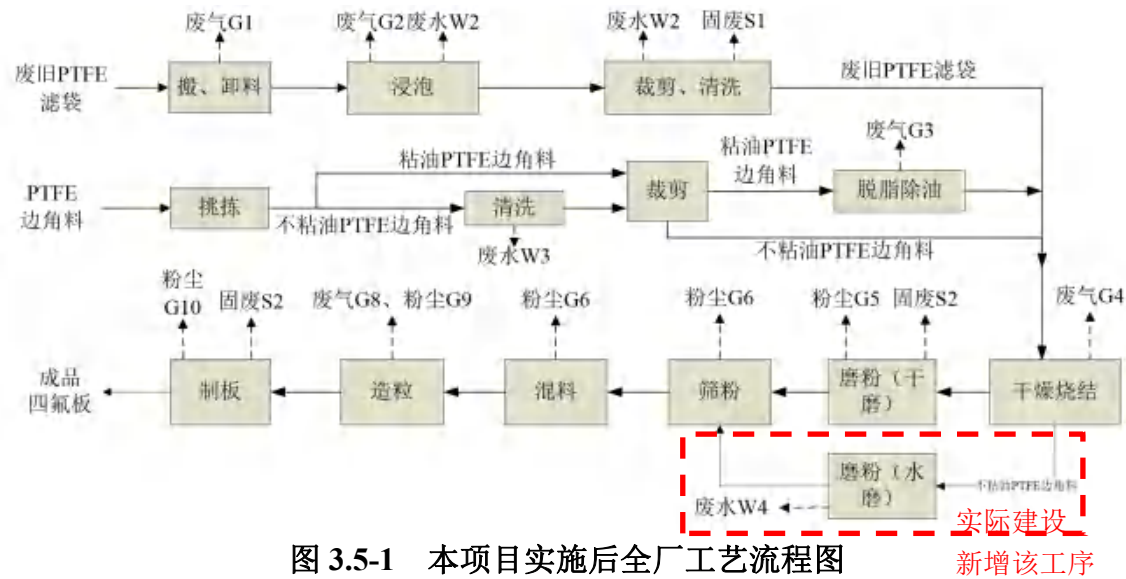 废气G1
废气G2废水W2
废水W2
固废S1
废旧PTFE
滤袋
搬、卸料
浸泡
裁剪、清洗
废旧PTFE滤袋
废气G3
粘油PTFE边角料
粘油PTFE
边角料
PTFE
边角料
挑拣
清洗
裁剪
脱脂除油
不粘油PTFE边角料
不粘油PTFE边角料
废水W3
粉尘
G10
固废S2
废气G8、粉尘G9
粉尘G6
粉尘G6
粉尘G5
固废S2
废气G4
成品
四氟板
制板
造粒
混料
筛粉
磨粉（干
磨）
干燥烧结
磨粉（水
磨）
不粘油PTFE边角料
废水W4
实际建设
新增该工序
图 3.5-1 本项目实施后全厂工艺流程图